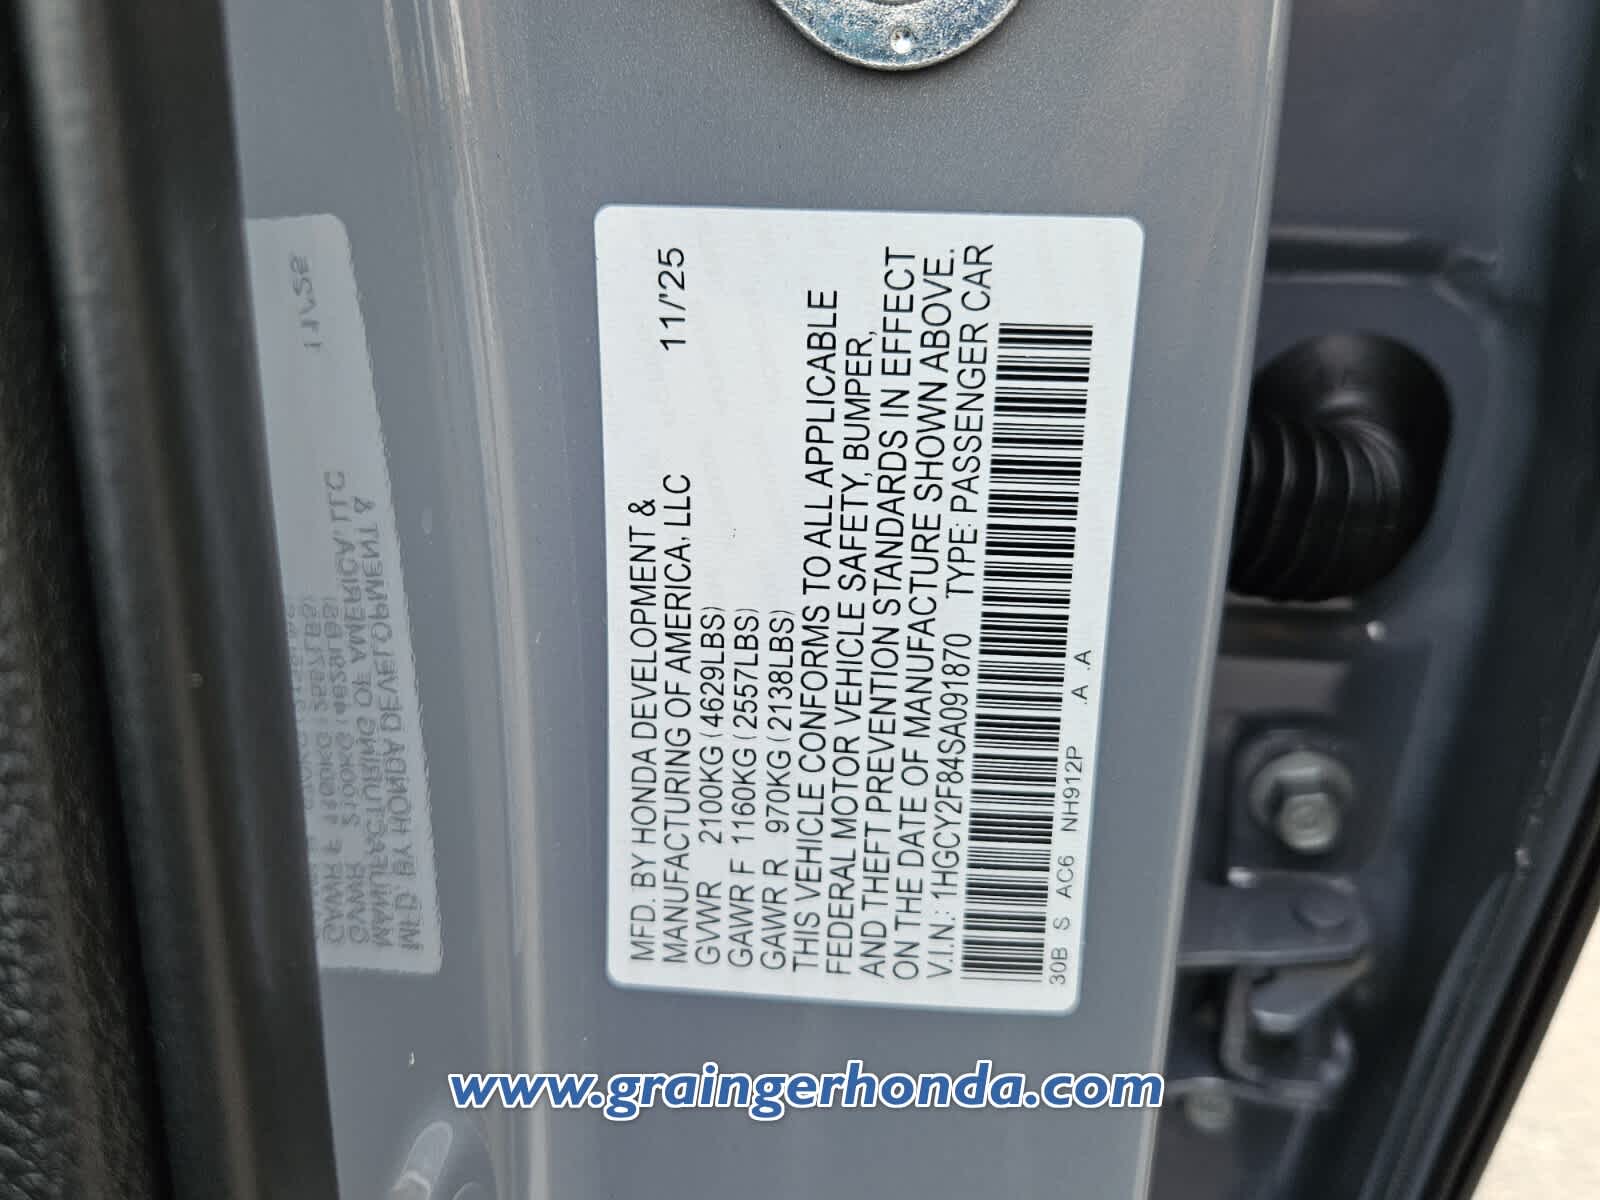 MFD. BY HONDA DEVELOPMENT &
MANUFACTURING OF AMERICA, LLC 11/'25
GVWR 2100KG (4629LBS)
GAWR F 1160KG (2557LBS)
GAWR R 970KG (2138LBS)
THIS VEHICLE CONFORMS TO ALL APPLICABLE
FEDERAL MOTOR VEHICLE SAFETY, BUMPER,
AND THEFT PREVENTION STANDARDS IN EFFECT
ON THE DATE OF MANUFACTURE SHOWN ABOVE.
V.I.N.: 1HGCY2F84SA091870 TYPE: PASSENGER CAR
30B S AC6 NH912P .A .A
www.graingerhonda.com